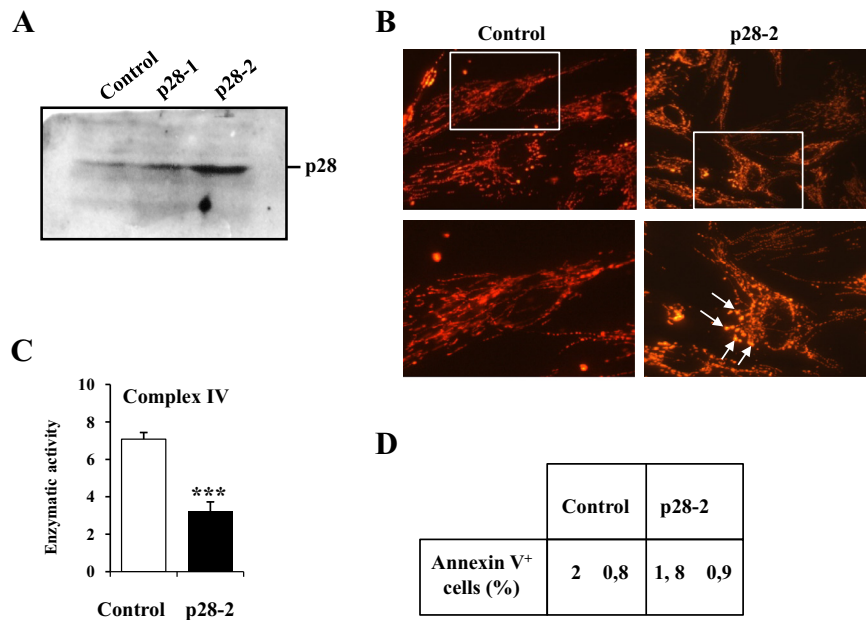 A
Control
p28-1
p28-2
p28
B
Control
p28-2
C
10
8
6
4
2
0
Enzymatic activity
Complex IV
***
Control
p28-2
D
Control
p28-2
Annexin V⁺
cells (%)
2 0,8
1, 8 0,9